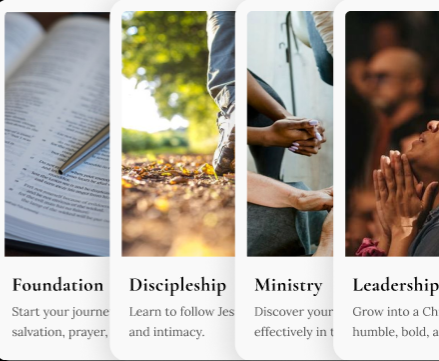 Foundation
Start your journe
salvation, prayer,
Discipleship
Learn to follow Jes
and intimacy.
Ministry
Discover your
effectively in t
Leadership
Grow into a Ch
humble, bold, a